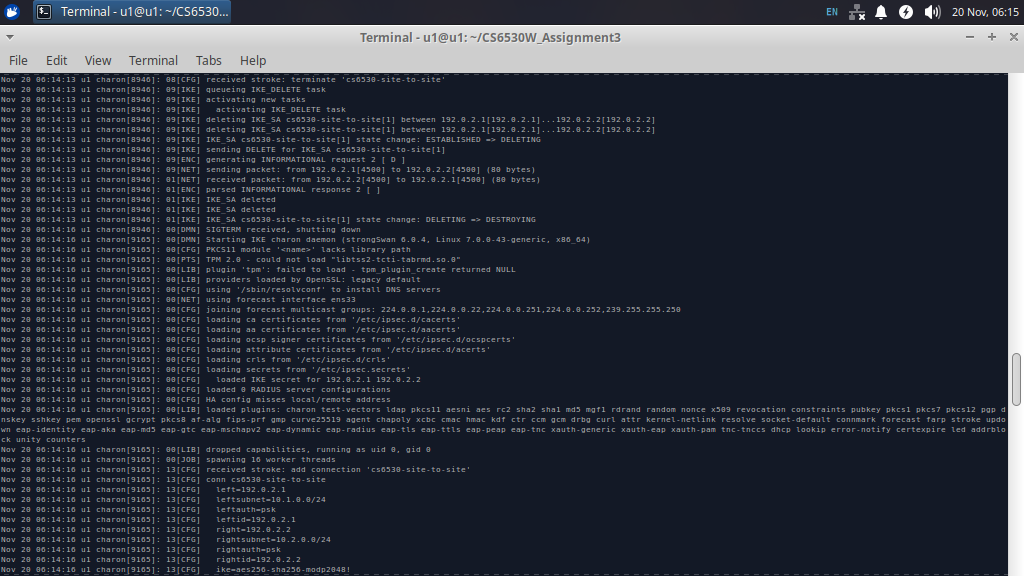 Terminal - u1@u1: ~/CS6530...
EN
20 Nov, 06:15
Terminal - u1@u1: ~/CS6530W_Assignment3
File Edit View Terminal Tabs Help
Nov 20 06:14:13 u1 charon[8946]: 08[CFG] received stroke: terminate 'cs6530-site-to-site'
Nov 20 06:14:13 u1 charon[8946]: 09[IKE] queueing IKE_DELETE task
Nov 20 06:14:13 u1 charon[8946]: 09[IKE] activating new tasks
Nov 20 06:14:13 u1 charon[8946]: 09[IKE]   activating IKE_DELETE task
Nov 20 06:14:13 u1 charon[8946]: 09[IKE] deleting IKE_SA cs6530-site-to-site[1] between 192.0.2.1[192.0.2.1]...192.0.2.2[192.0.2.2]
Nov 20 06:14:13 u1 charon[8946]: 09[IKE] deleting IKE_SA cs6530-site-to-site[1] between 192.0.2.1[192.0.2.1]...192.0.2.2[192.0.2.2]
Nov 20 06:14:13 u1 charon[8946]: 09[IKE] IKE_SA cs6530-site-to-site[1] state change: ESTABLISHED => DELETING
Nov 20 06:14:13 u1 charon[8946]: 09[IKE] sending DELETE for IKE_SA cs6530-site-to-site[1]
Nov 20 06:14:13 u1 charon[8946]: 09[ENC] generating INFORMATIONAL request 2 [ D ]
Nov 20 06:14:13 u1 charon[8946]: 09[NET] sending packet: from 192.0.2.1[4500] to 192.0.2.2[4500] (80 bytes)
Nov 20 06:14:13 u1 charon[8946]: 01[NET] received packet: from 192.0.2.2[4500] to 192.0.2.1[4500] (80 bytes)
Nov 20 06:14:13 u1 charon[8946]: 01[ENC] parsed INFORMATIONAL response 2 [ ]
Nov 20 06:14:13 u1 charon[8946]: 01[IKE] IKE_SA deleted
Nov 20 06:14:13 u1 charon[8946]: 01[IKE] IKE_SA deleted
Nov 20 06:14:13 u1 charon[8946]: 01[IKE] IKE_SA cs6530-site-to-site[1] state change: DELETING => DESTROYING
Nov 20 06:14:16 u1 charon[8946]: 00[DMN] SIGTERM received, shutting down
Nov 20 06:14:16 u1 charon[9165]: 00[DMN] Starting IKE charon daemon (strongSwan 6.0.4, Linux 7.0.0-43-generic, x86_64)
Nov 20 06:14:16 u1 charon[9165]: 00[CFG] PKCS11 module '<name>' lacks library path
Nov 20 06:14:16 u1 charon[9165]: 00[PTS] TPM 2.0 - could not load "libtss2-tcti-tabrmd.so.0"
Nov 20 06:14:16 u1 charon[9165]: 00[LIB] plugin 'tpm': failed to load - tpm_plugin_create returned NULL
Nov 20 06:14:16 u1 charon[9165]: 00[LIB] providers loaded by OpenSSL: legacy default
Nov 20 06:14:16 u1 charon[9165]: 00[CFG] using '/sbin/resolvconf' to install DNS servers
Nov 20 06:14:16 u1 charon[9165]: 00[NET] using forecast interface ens33
Nov 20 06:14:16 u1 charon[9165]: 00[CFG] joining forecast multicast groups: 224.0.0.1,224.0.0.22,224.0.0.251,224.0.0.252,239.255.255.250
Nov 20 06:14:16 u1 charon[9165]: 00[CFG] loading ca certificates from '/etc/ipsec.d/cacerts'
Nov 20 06:14:16 u1 charon[9165]: 00[CFG] loading aa certificates from '/etc/ipsec.d/aacerts'
Nov 20 06:14:16 u1 charon[9165]: 00[CFG] loading ocsp signer certificates from '/etc/ipsec.d/ocspcerts'
Nov 20 06:14:16 u1 charon[9165]: 00[CFG] loading attribute certificates from '/etc/ipsec.d/acerts'
Nov 20 06:14:16 u1 charon[9165]: 00[CFG] loading crls from '/etc/ipsec.d/crls'
Nov 20 06:14:16 u1 charon[9165]: 00[CFG] loading secrets from '/etc/ipsec.secrets'
Nov 20 06:14:16 u1 charon[9165]: 00[CFG]   loaded IKE secret for 192.0.2.1 192.0.2.2
Nov 20 06:14:16 u1 charon[9165]: 00[CFG] loaded 0 RADIUS server configurations
Nov 20 06:14:16 u1 charon[9165]: 00[CFG] HA config misses local/remote address
Nov 20 06:14:16 u1 charon[9165]: 00[LIB] loaded plugins: charon test-vectors ldap pkcs11 aesni aes rc2 sha2 sha1 md5 mgf1 rdrand random nonce x509 revocation constraints pubkey pkcs1 pkcs7 pkcs12 pgp d
nskey sshkey pem openssl gcrypt pkcs8 af-alg fips-prf gmp curve25519 agent chapoly xcbc cmac hmac kdf ctr ccm gcm drbg curl attr kernel-netlink resolve socket-default connmark forecast farp stroke updo
wn eap-identity eap-aka eap-md5 eap-gtc eap-mschapv2 eap-dynamic eap-radius eap-tls eap-ttls eap-peap eap-tnc xauth-generic xauth-eap xauth-pam tnc-tnccs dhcp lookip error-notify certexpire led addrblo
ck unity counters
Nov 20 06:14:16 u1 charon[9165]: 00[LIB] dropped capabilities, running as uid 0, gid 0
Nov 20 06:14:16 u1 charon[9165]: 00[JOB] spawning 16 worker threads
Nov 20 06:14:16 u1 charon[9165]: 13[CFG] received stroke: add connection 'cs6530-site-to-site'
Nov 20 06:14:16 u1 charon[9165]: 13[CFG] conn cs6530-site-to-site
Nov 20 06:14:16 u1 charon[9165]: 13[CFG]   left=192.0.2.1
Nov 20 06:14:16 u1 charon[9165]: 13[CFG]   leftsubnet=10.1.0.0/24
Nov 20 06:14:16 u1 charon[9165]: 13[CFG]   leftauth=psk
Nov 20 06:14:16 u1 charon[9165]: 13[CFG]   leftid=192.0.2.1
Nov 20 06:14:16 u1 charon[9165]: 13[CFG]   right=192.0.2.2
Nov 20 06:14:16 u1 charon[9165]: 13[CFG]   rightsubnet=10.2.0.0/24
Nov 20 06:14:16 u1 charon[9165]: 13[CFG]   rightauth=psk
Nov 20 06:14:16 u1 charon[9165]: 13[CFG]   rightid=192.0.2.2
Nov 20 06:14:16 u1 charon[9165]: 13[CFG]   ike=aes256-sha256-modp2048!